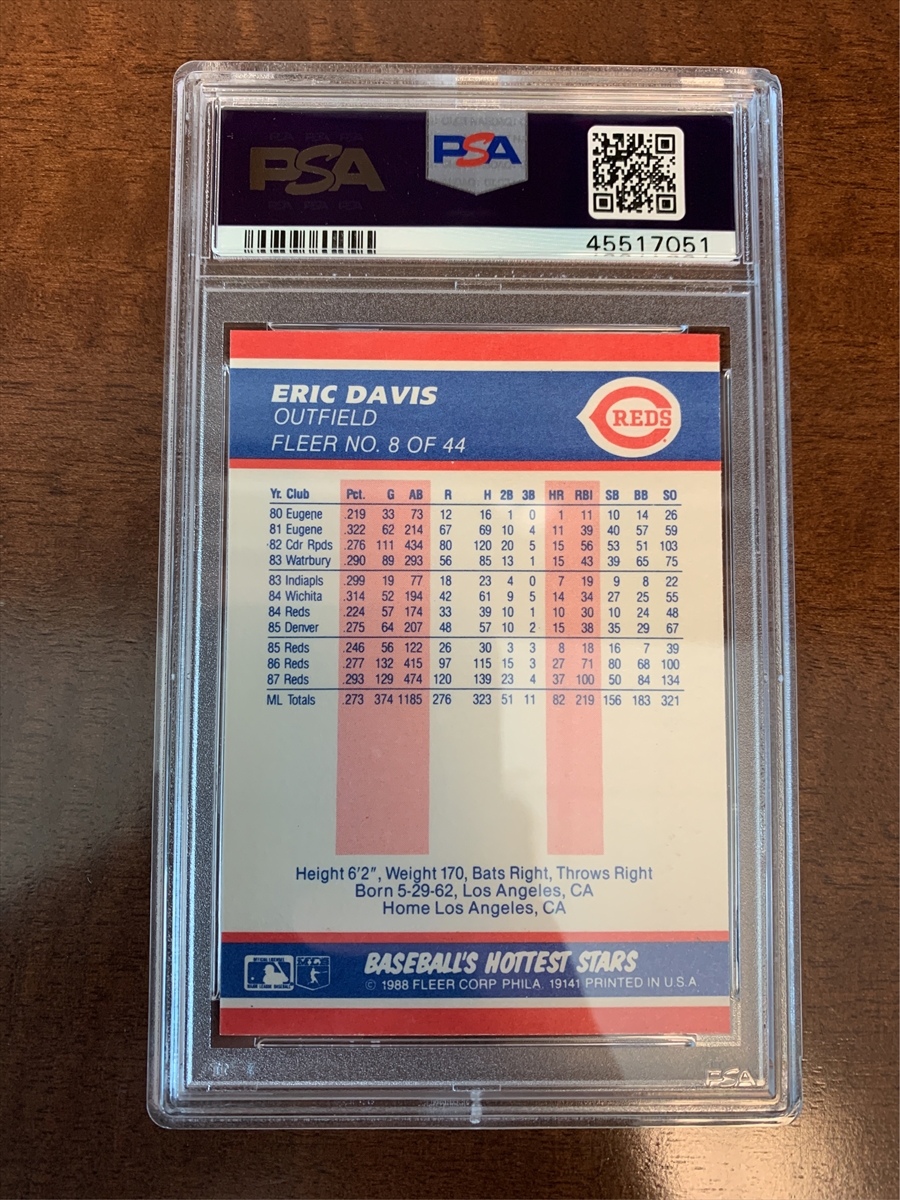 PSA
PSA
45517051
ERIC DAVIS
OUTFIELD
FLEER NO. 8 OF 44
REDS
Yr. Club Pct. G AB R H 2B 3B HR RBI SB BB SO
80 Eugene .219 33 73 12 16 1 0 1 11 10 14 26
81 Eugene .322 62 214 67 69 10 4 11 39 40 57 59
82 Cdr Rpds .276 111 434 80 120 20 5 15 56 53 51 103
83 Watrbury .290 89 293 56 85 13 1 15 43 39 65 75
83 Indiapls .299 19 77 18 23 4 0 7 19 9 8 22
84 Wichita .314 52 194 42 61 9 5 14 34 27 25 55
84 Reds .224 57 174 33 39 10 1 10 30 10 24 48
85 Denver .275 64 207 48 57 10 2 15 38 35 29 67
85 Reds .246 56 122 26 30 3 3 8 18 16 7 39
86 Reds .277 132 415 97 115 15 3 27 71 80 68 100
87 Reds .293 129 474 120 139 23 4 37 100 50 84 134
ML Totals .273 374 1185 276 323 51 11 82 219 156 183 321
Height 6'2", Weight 170, Bats Right, Throws Right
Born 5-29-62, Los Angeles, CA
Home Los Angeles, CA
BASEBALL'S HOTTEST STARS
© 1988 FLEER CORP PHILA. 19141 PRINTED IN U.S.A
PSA